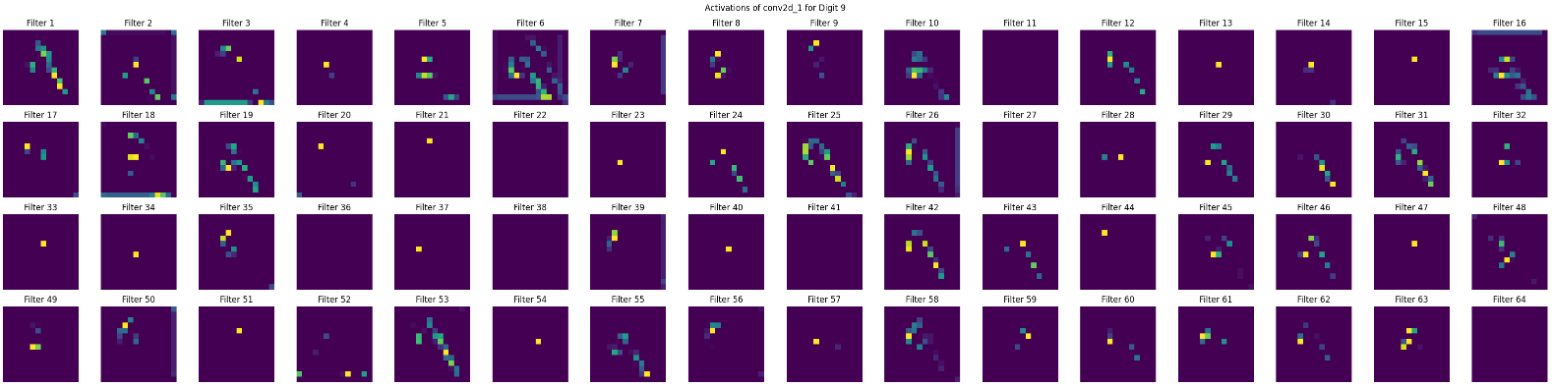 Activations of conv2d_1 for Digit 9
Filter 1 Filter 2 Filter 3 Filter 4 Filter 5 Filter 6 Filter 7 Filter 8 Filter 9 Filter 10 Filter 11 Filter 12 Filter 13 Filter 14 Filter 15 Filter 16
Filter 17 Filter 18 Filter 19 Filter 20 Filter 21 Filter 22 Filter 23 Filter 24 Filter 25 Filter 26 Filter 27 Filter 28 Filter 29 Filter 30 Filter 31 Filter 32
Filter 33 Filter 34 Filter 35 Filter 36 Filter 37 Filter 38 Filter 39 Filter 40 Filter 41 Filter 42 Filter 43 Filter 44 Filter 45 Filter 46 Filter 47 Filter 48
Filter 49 Filter 50 Filter 51 Filter 52 Filter 53 Filter 54 Filter 55 Filter 56 Filter 57 Filter 58 Filter 59 Filter 60 Filter 61 Filter 62 Filter 63 Filter 64